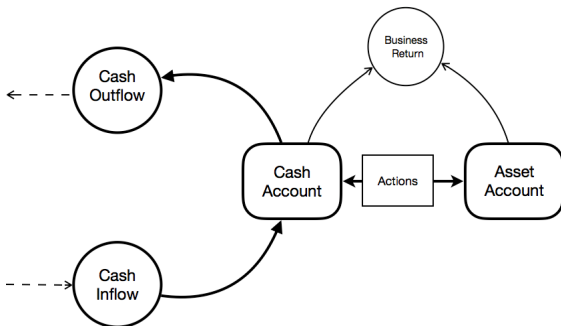 Business
Return
Cash
Outflow
Cash
Account
Actions
Asset
Account
Cash
Inflow